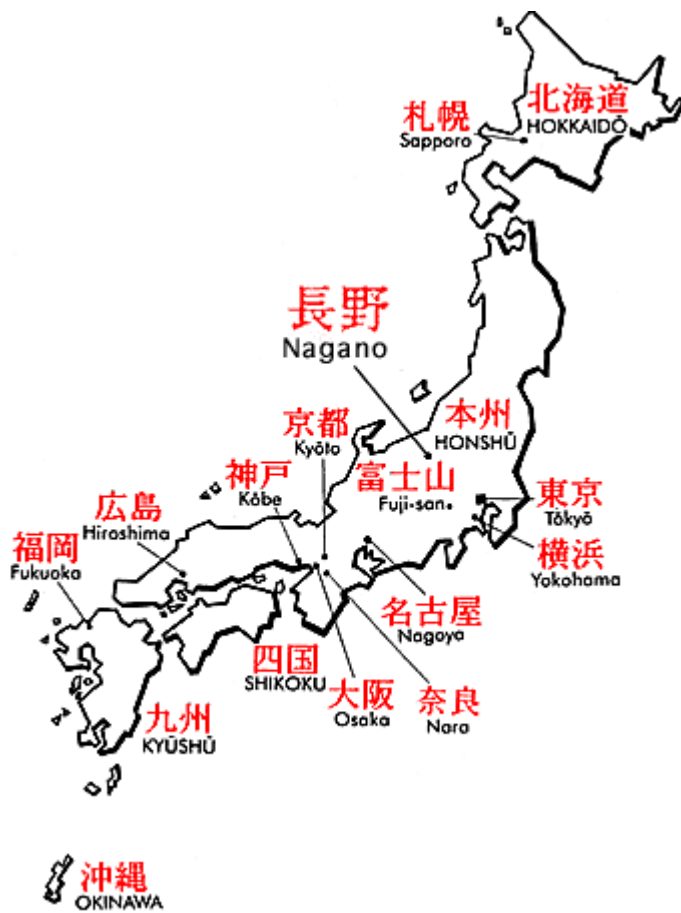 北海道
HOKKAIDŌ
札幌
Sapporo
長野
Nagano
本州
HONSHŪ
京都
Kyōto
神戸
Kōbe
富士山
Fuji-san
広島
Hiroshima
東京
Tōkyō
福岡
Fukuoka
横浜
Yokohama
名古屋
Nagoya
四国
SHIKOKU
大阪
Osaka
奈良
Nara
九州
KYŪSHŪ
沖縄
OKINAWA